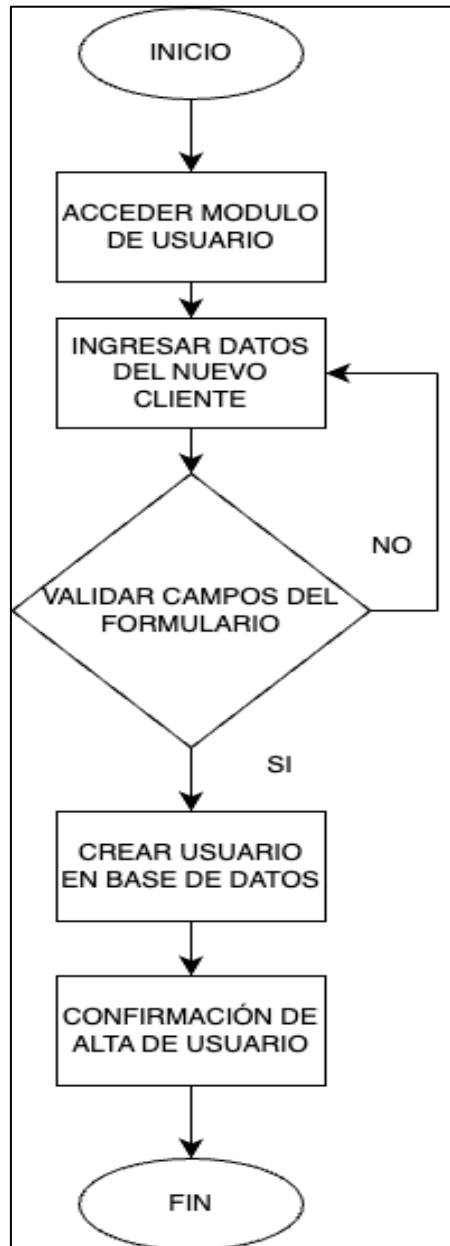 INICIO
ACCEDER MODULO
DE USUARIO
INGRESAR DATOS
DEL NUEVO
CLIENTE
NO
VALIDAR CAMPOS DEL
FORMULARIO
SI
CREAR USUARIO
EN BASE DE DATOS
CONFIRMACIÓN DE
ALTA DE USUARIO
FIN